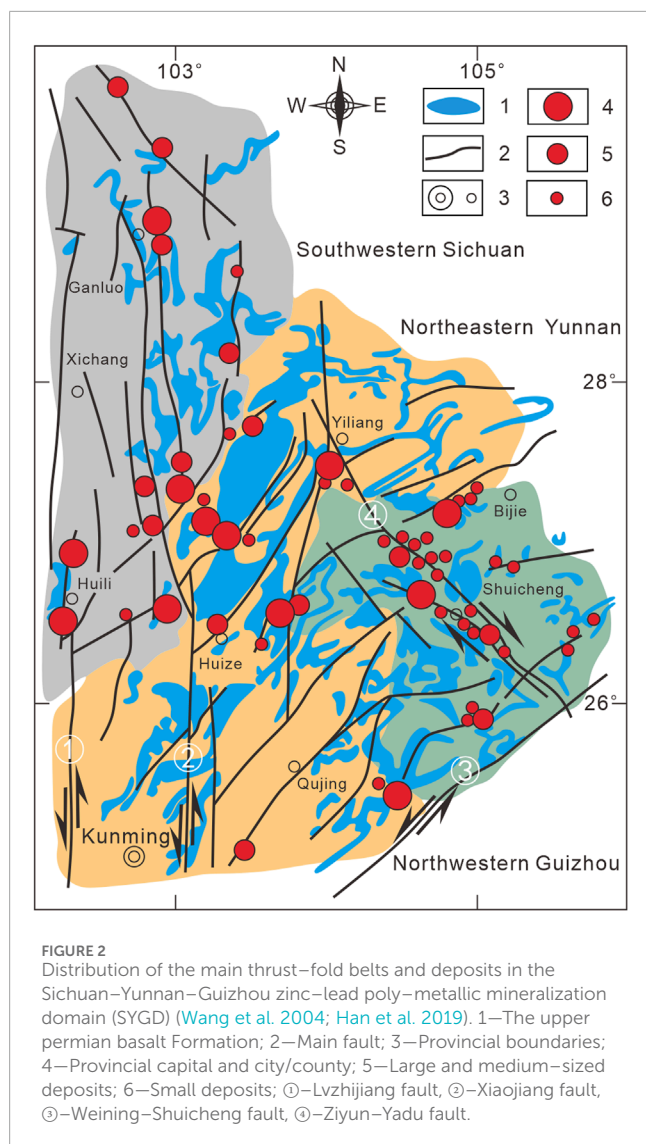 103°
105°
N
W E
S
1
4
2
5
3
6
Southwestern Sichuan
Ganluo
Northeastern Yunnan
Xichang
28°
Yiliang
④
Bijie
Shuicheng
Huili
Huize
26°
①
②
③
Qujing
Kunming
Northwestern Guizhou
FIGURE 2
Distribution of the main thrust–fold belts and deposits in the
Sichuan–Yunnan–Guizhou zinc–lead poly–metallic mineralization
domain (SYGD) (Wang et al. 2004; Han et al. 2019). 1—The upper
permian basalt Formation; 2—Main fault; 3—Provincial boundaries;
4—Provincial capital and city/county; 5—Large and medium–sized
deposits; 6—Small deposits; ①–Lvzhijiang fault, ②–Xiaojiang fault,
③–Weining–Shuicheng fault, ④–Ziyun–Yadu fault.